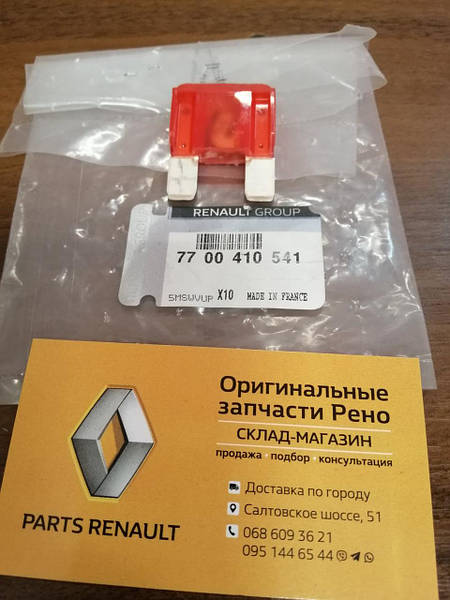 RENAULT GROUP
77 00 410 541
5MSWVUP X10 MADE IN FRANCE
Оригинальные
запчасти Рено
СКЛАД-МАГАЗИН
продажа • подбор • консультация
Доставка по городу
Салтовское шоссе, 51
068 609 36 21
095 144 65 44
PARTS RENAULT